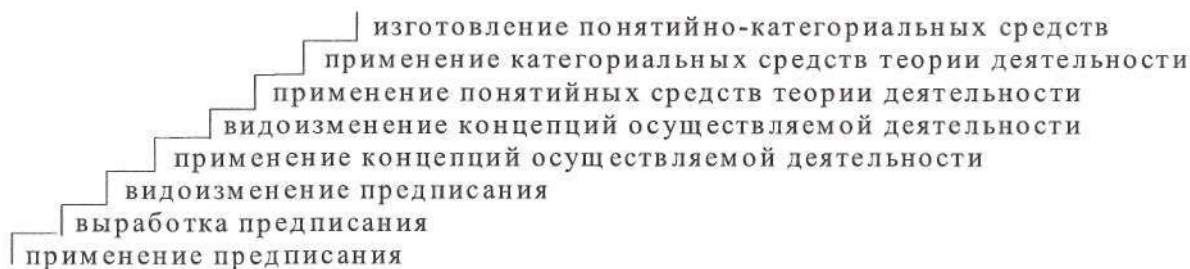 изготовление понятийно-категориальных средств
применение категориальных средств теории деятельности
применение понятийных средств теории деятельности
видоизменение концепций осуществляемой деятельности
применение концепций осуществляемой деятельности
видоизменение предписания
выработка предписания
применение предписания